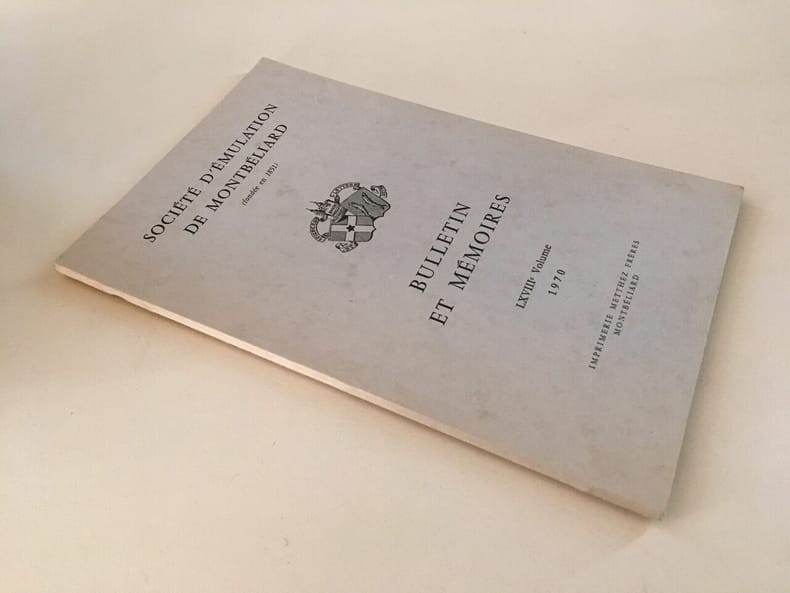 SOCIÉTÉ D'ÉMULATION
DE MONTBÉLIARD
(fondée en 1851)
BULLETIN
ET MÉMOIRES
LXVIIIe Volume
1970
IMPRIMERIE METTHEZ FRÈRES
MONTBÉLIARD